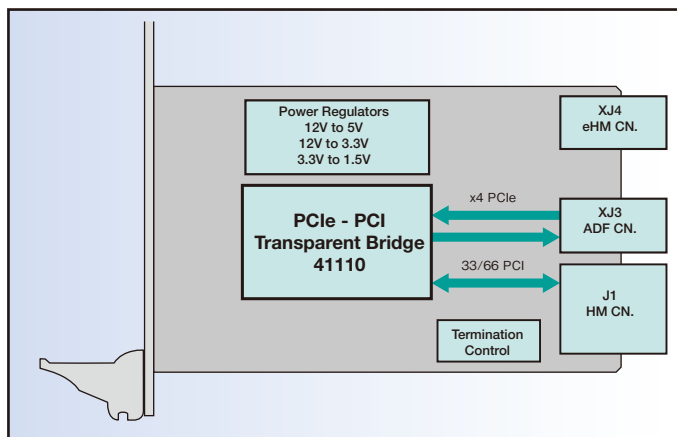 Power Regulators
12V to 5V
12V to 3.3V
3.3V to 1.5V
XJ4
eHM CN.
PCIe - PCI
Transparent Bridge
41110
x4 PCIe
XJ3
ADF CN.
33/66 PCI
J1
HM CN.
Termination
Control